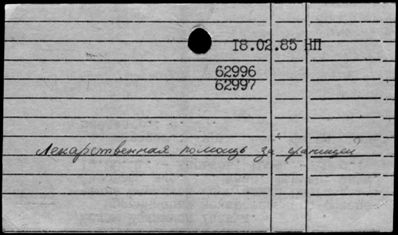 18.02.85 НП
62996
62997
Лекарственная помощь за границей